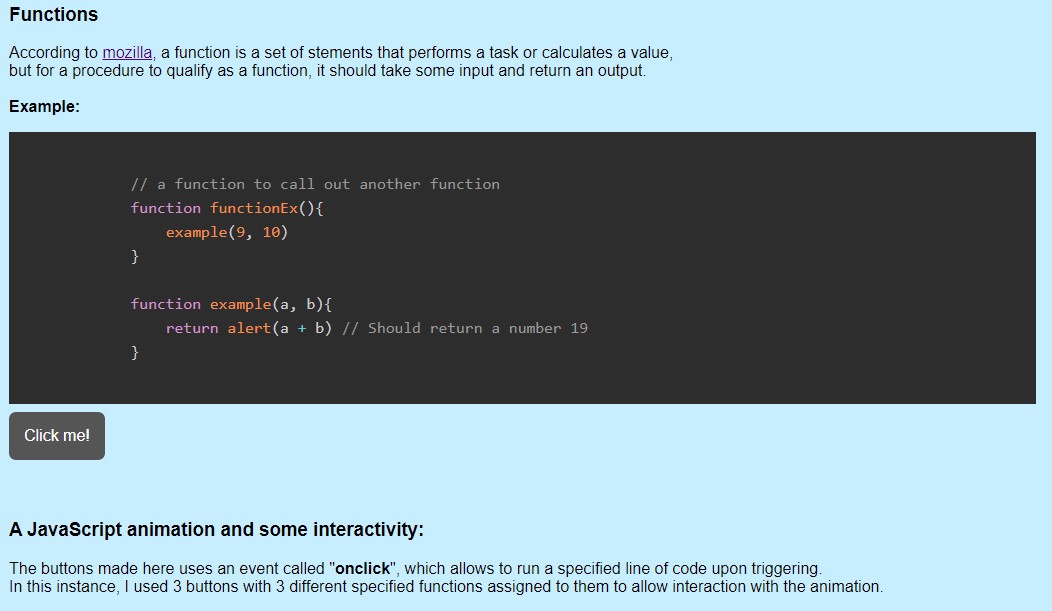 Functions
According to mozilla, a function is a set of stements that performs a task or calculates a value,
but for a procedure to qualify as a function, it should take some input and return an output.
Example:
// a function to call out another function
function functionEx(){
    example(9, 10)
}
function example(a, b){
    return alert(a + b) // Should return a number 19
}
Click me!
A JavaScript animation and some interactivity:
The buttons made here uses an event called "onclick", which allows to run a specified line of code upon triggering.
In this instance, I used 3 buttons with 3 different specified functions assigned to them to allow interaction with the animation.